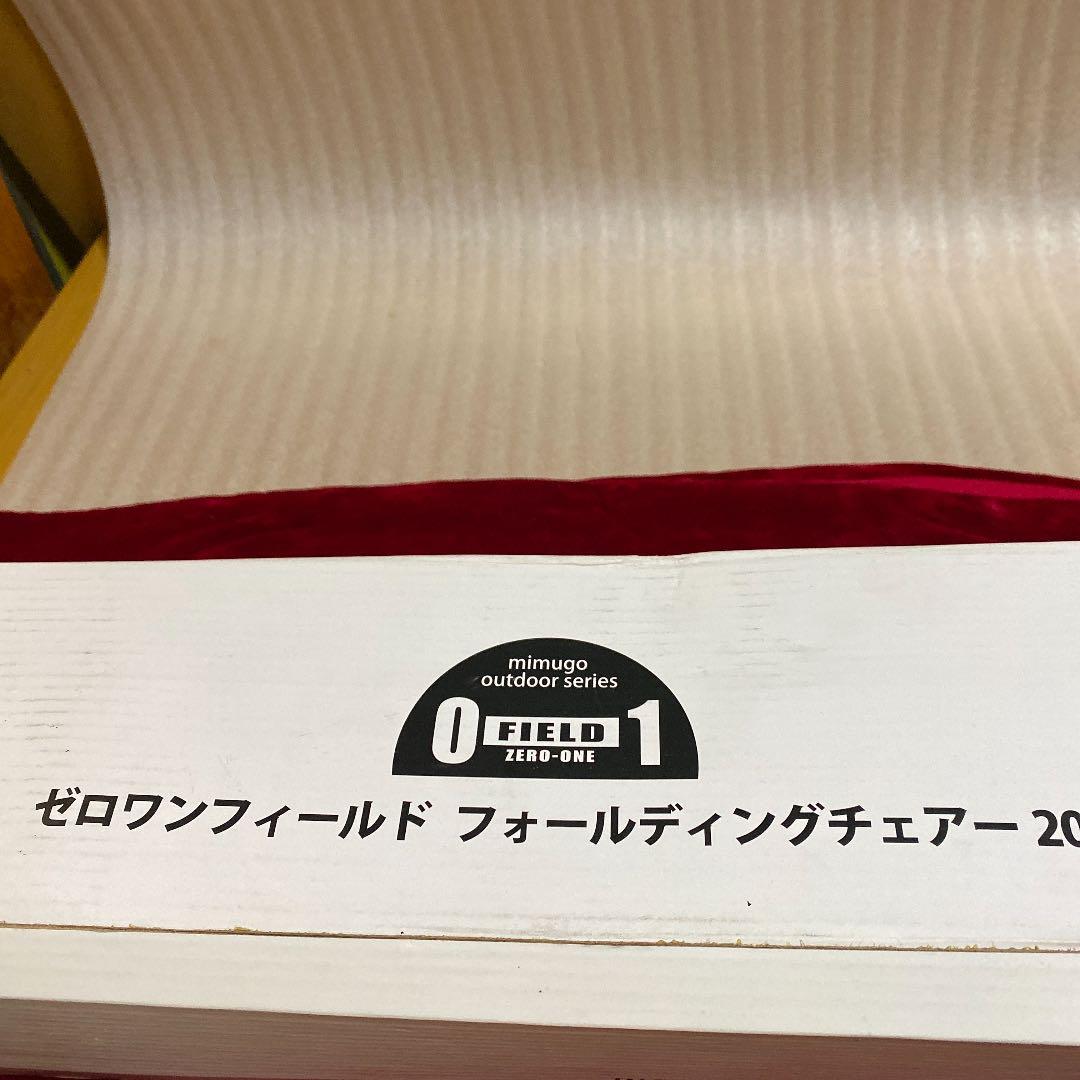 mimugo
outdoor series
0 FIELD 1
ZERO-ONE
ゼロワンフィールド フォールディングチェアー 20